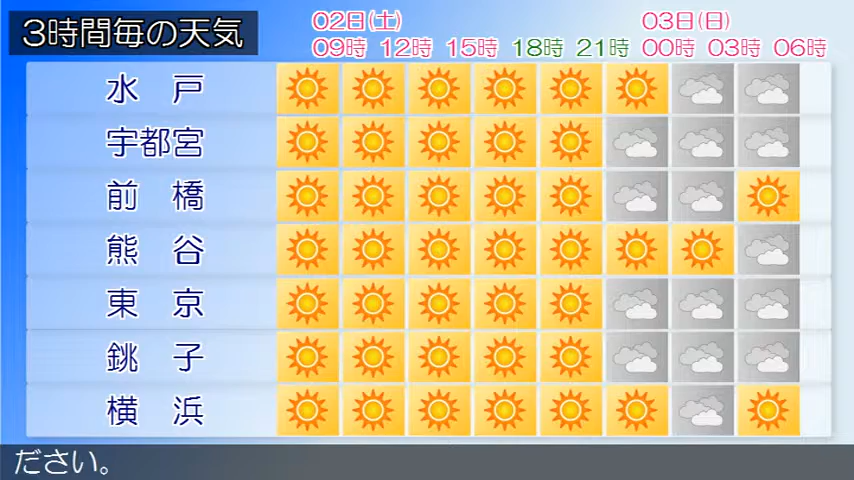 3時間毎の天気
02日(土) 03日(日)
09時 12時 15時 18時 21時 00時 03時 06時
水 戸
宇都宮
前 橋
熊 谷
東 京
銚 子
横 浜
ださい。